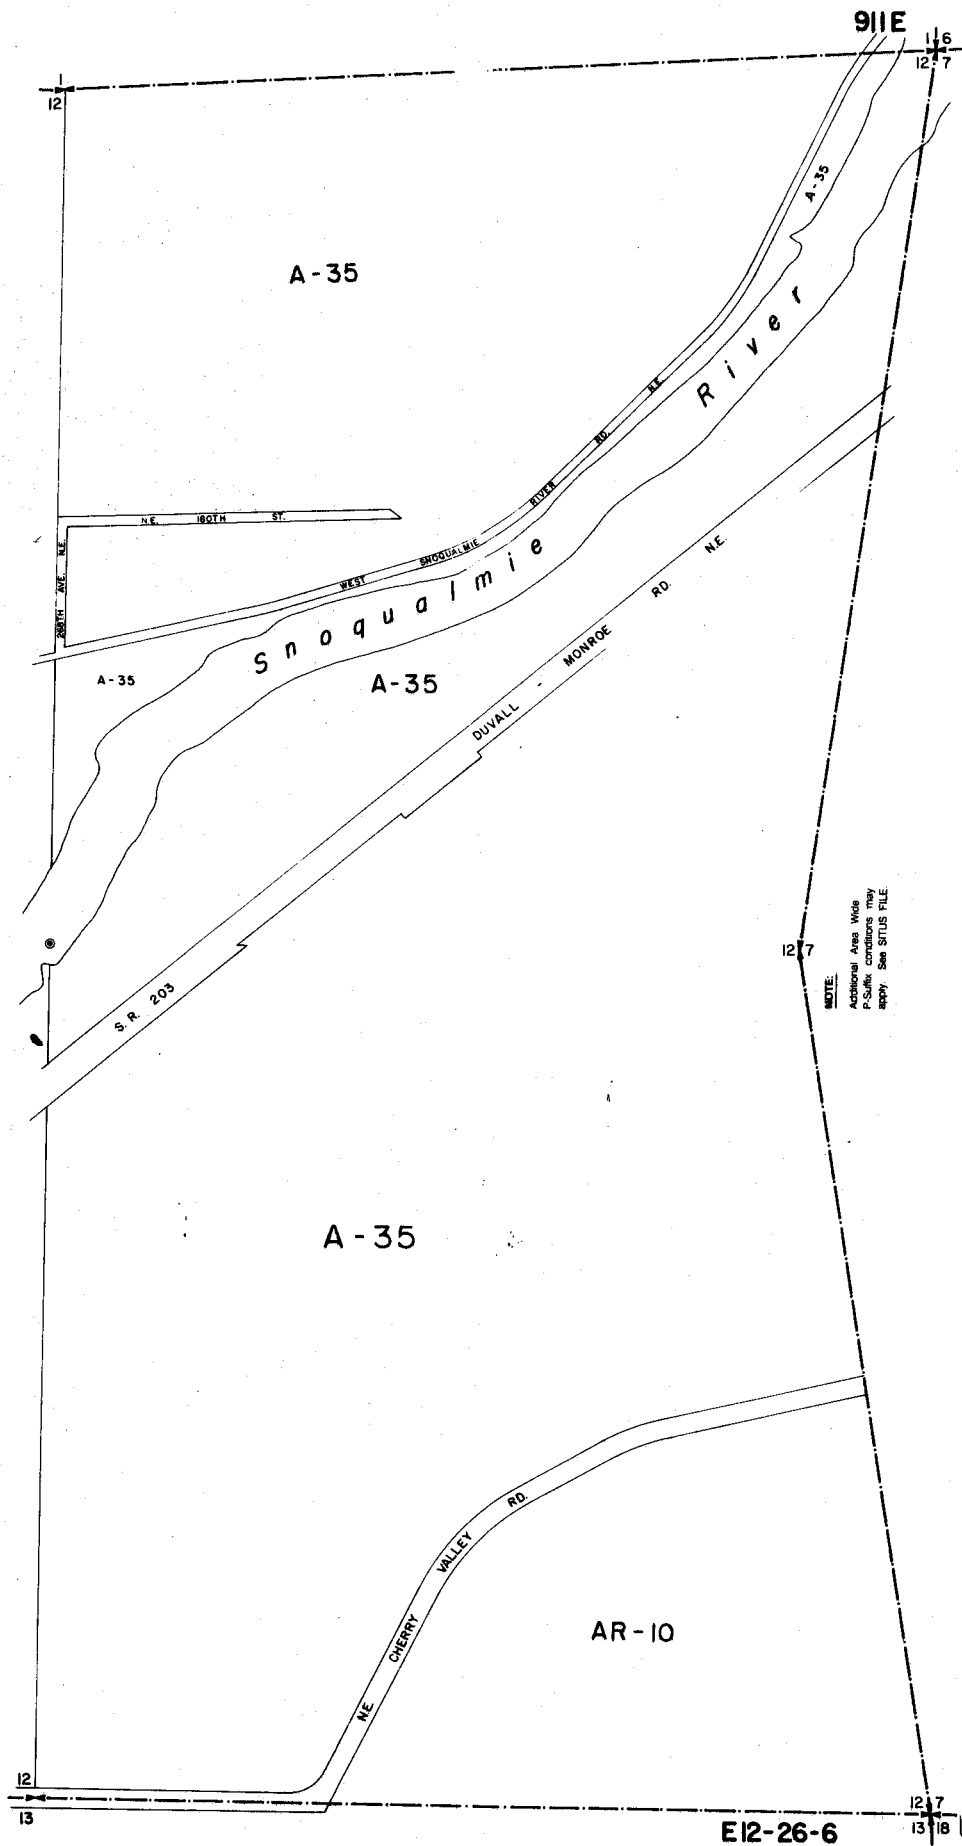 911E
1 6
12 7
12
A-35
A-35
River
WEST SNOQUALMIE RIVER RD. N.E.
N.E. 180TH ST.
268TH AVE. N.E.
Snoqualmie
A-35
A-35
DUVALL - MONROE RD. N.E.
S.R. 203
12 7
NOTE:
Additional Area Wide
P-Suffix conditions may
apply. See SITUS FILE.
A-35
N.E. CHERRY VALLEY RD.
AR-10
12
13
12 7
13 18
E12-26-6